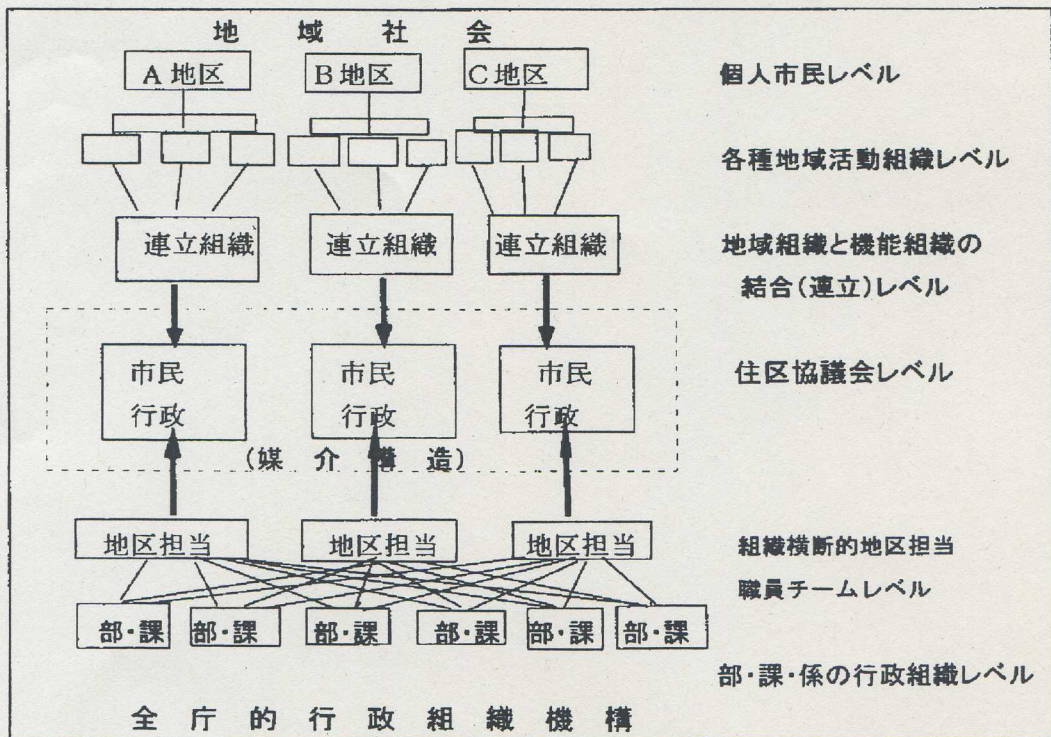 地域社会
A地区 B地区 C地区 個人市民レベル
各種地域活動組織レベル
連立組織 連立組織 連立組織 地域組織と機能組織の
結合(連立)レベル
市民 市民 市民 住区協議会レベル
行政 行政 行政
(媒介構造)
地区担当 地区担当 地区担当 組織横断的地区担当
職員チームレベル
部・課 部・課 部・課 部・課 部・課 部・課
部・課・係の行政組織レベル
全庁的行政組織機構